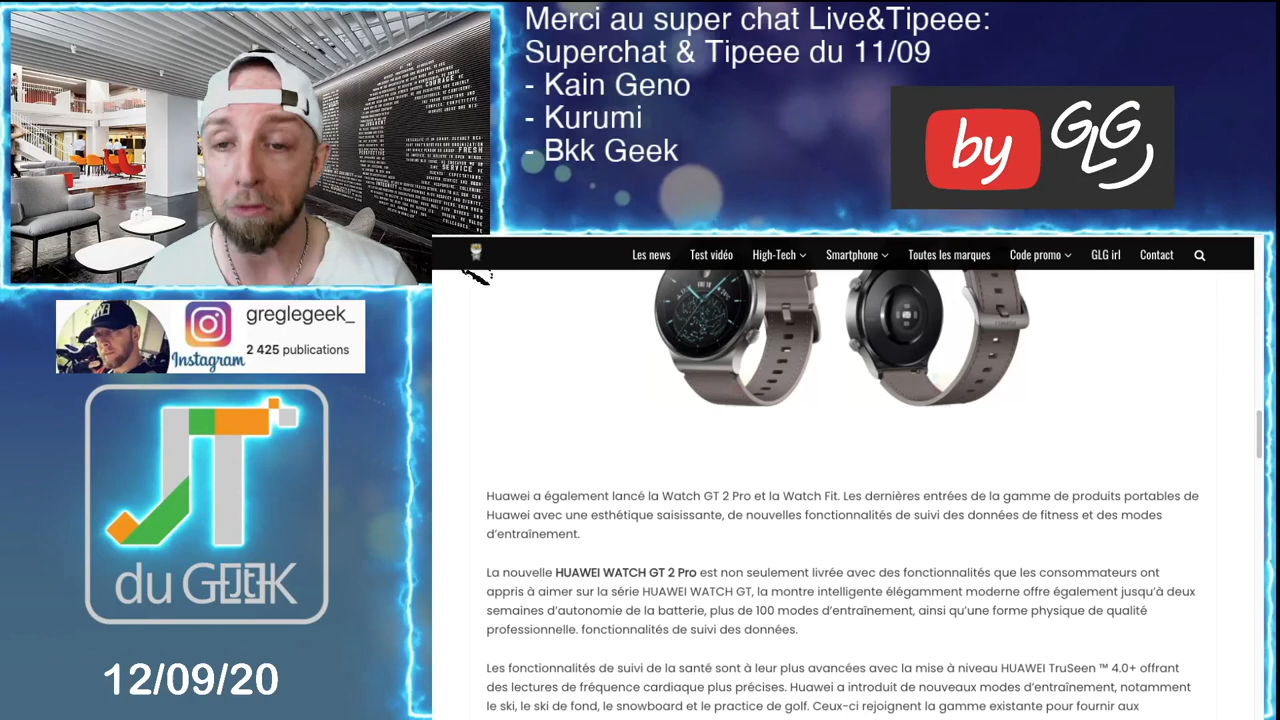 Merci au super chat Live&Tipeee:
Superchat & Tipeee du 11/09
- Kain Geno
- Kurumi
- Bkk Geek
by GLG
COURAGE
FRESH
SERVICE
Les news Test vidéo High-Tech Smartphone Toutes les marques Code promo GLG irl Contact
greglegeek_
2 425 publications
Instagram
JT
du GEEK
12/09/20
Huawei a également lancé la Watch GT 2 Pro et la Watch Fit. Les dernières entrées de la gamme de produits portables de
Huawei avec une esthétique saisissante, de nouvelles fonctionnalités de suivi des données de fitness et des modes
d’entraînement.
La nouvelle HUAWEI WATCH GT 2 Pro est non seulement livrée avec des fonctionnalités que les consommateurs ont
appris à aimer sur la série HUAWEI WATCH GT, la montre intelligente élégamment moderne offre également jusqu’à deux
semaines d’autonomie de la batterie, plus de 100 modes d’entraînement, ainsi qu’une forme physique de qualité
professionnelle. fonctionnalités de suivi des données.
Les fonctionnalités de suivi de la santé sont à leur plus avancées avec la mise à niveau HUAWEI TruSeen ™ 4.0+ offrant
des lectures de fréquence cardiaque plus précises. Huawei a introduit de nouveaux modes d’entraînement, notamment
le ski, le ski de fond, le snowboard et le practice de golf. Ceux-ci rejoignent la gamme existante pour fournir aux